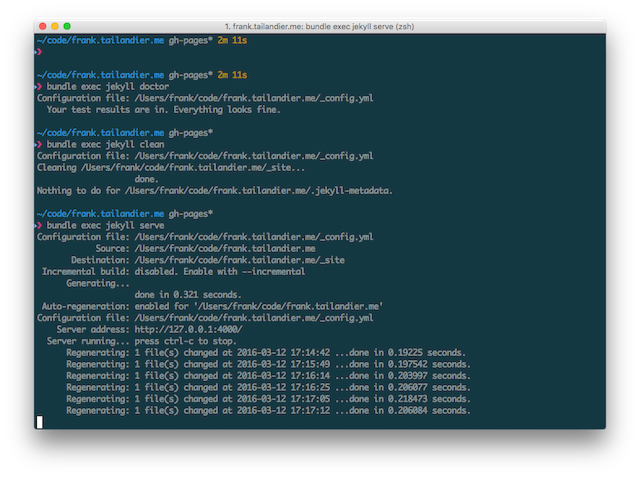 1. frank.tailandier.me: bundle exec jekyll serve (zsh)
~/code/frank.tailandier.me gh-pages* 2m 11s
❯
~/code/frank.tailandier.me gh-pages* 2m 11s
❯ bundle exec jekyll doctor
Configuration file: /Users/frank/code/frank.tailandier.me/_config.yml
Your test results are in. Everything looks fine.
~/code/frank.tailandier.me gh-pages*
❯ bundle exec jekyll clean
Configuration file: /Users/frank/code/frank.tailandier.me/_config.yml
Cleaning /Users/frank/code/frank.tailandier.me/_site...
done.
Nothing to do for /Users/frank/code/frank.tailandier.me/.jekyll-metadata.
~/code/frank.tailandier.me gh-pages*
❯ bundle exec jekyll serve
Configuration file: /Users/frank/code/frank.tailandier.me/_config.yml
Source: /Users/frank/code/frank.tailandier.me
Destination: /Users/frank/code/frank.tailandier.me/_site
Incremental build: disabled. Enable with --incremental
Generating...
done in 0.321 seconds.
Auto-regeneration: enabled for '/Users/frank/code/frank.tailandier.me'
Configuration file: /Users/frank/code/frank.tailandier.me/_config.yml
Server address: http://127.0.0.1:4000/
Server running... press ctrl-c to stop.
Regenerating: 1 file(s) changed at 2016-03-12 17:14:42 ...done in 0.19225 seconds.
Regenerating: 1 file(s) changed at 2016-03-12 17:15:49 ...done in 0.197542 seconds.
Regenerating: 1 file(s) changed at 2016-03-12 17:16:14 ...done in 0.203997 seconds.
Regenerating: 1 file(s) changed at 2016-03-12 17:16:25 ...done in 0.206077 seconds.
Regenerating: 1 file(s) changed at 2016-03-12 17:17:05 ...done in 0.218473 seconds.
Regenerating: 1 file(s) changed at 2016-03-12 17:17:12 ...done in 0.206084 seconds.